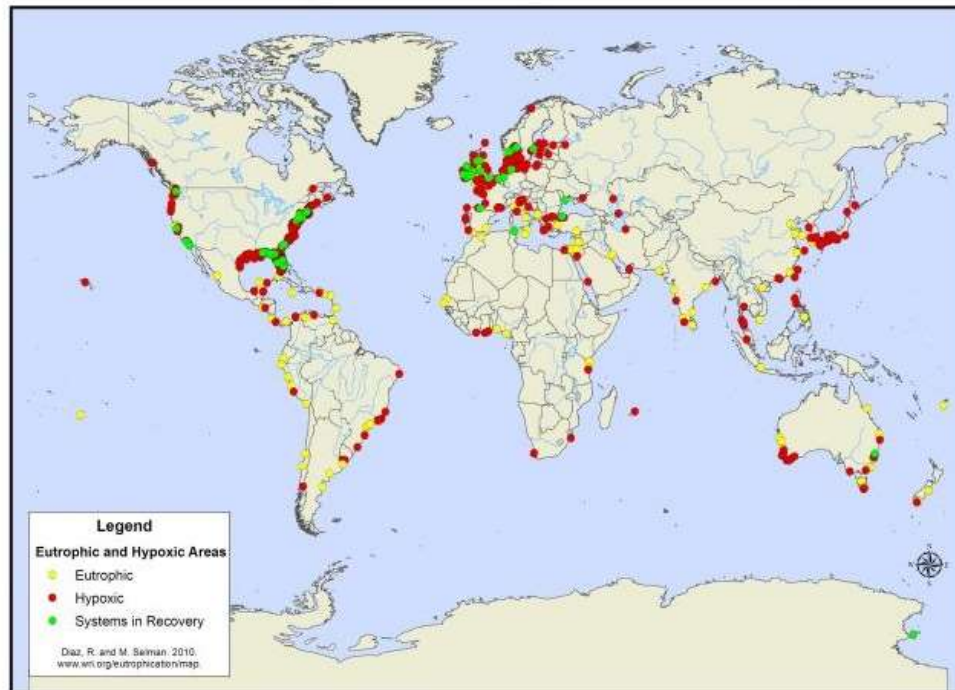 Legend
Eutrophic and Hypoxic Areas
Eutrophic
Hypoxic
Systems in Recovery
Diaz, R. and M. Selman. 2010.
www.wri.org/eutrophication/map.
N
E
S